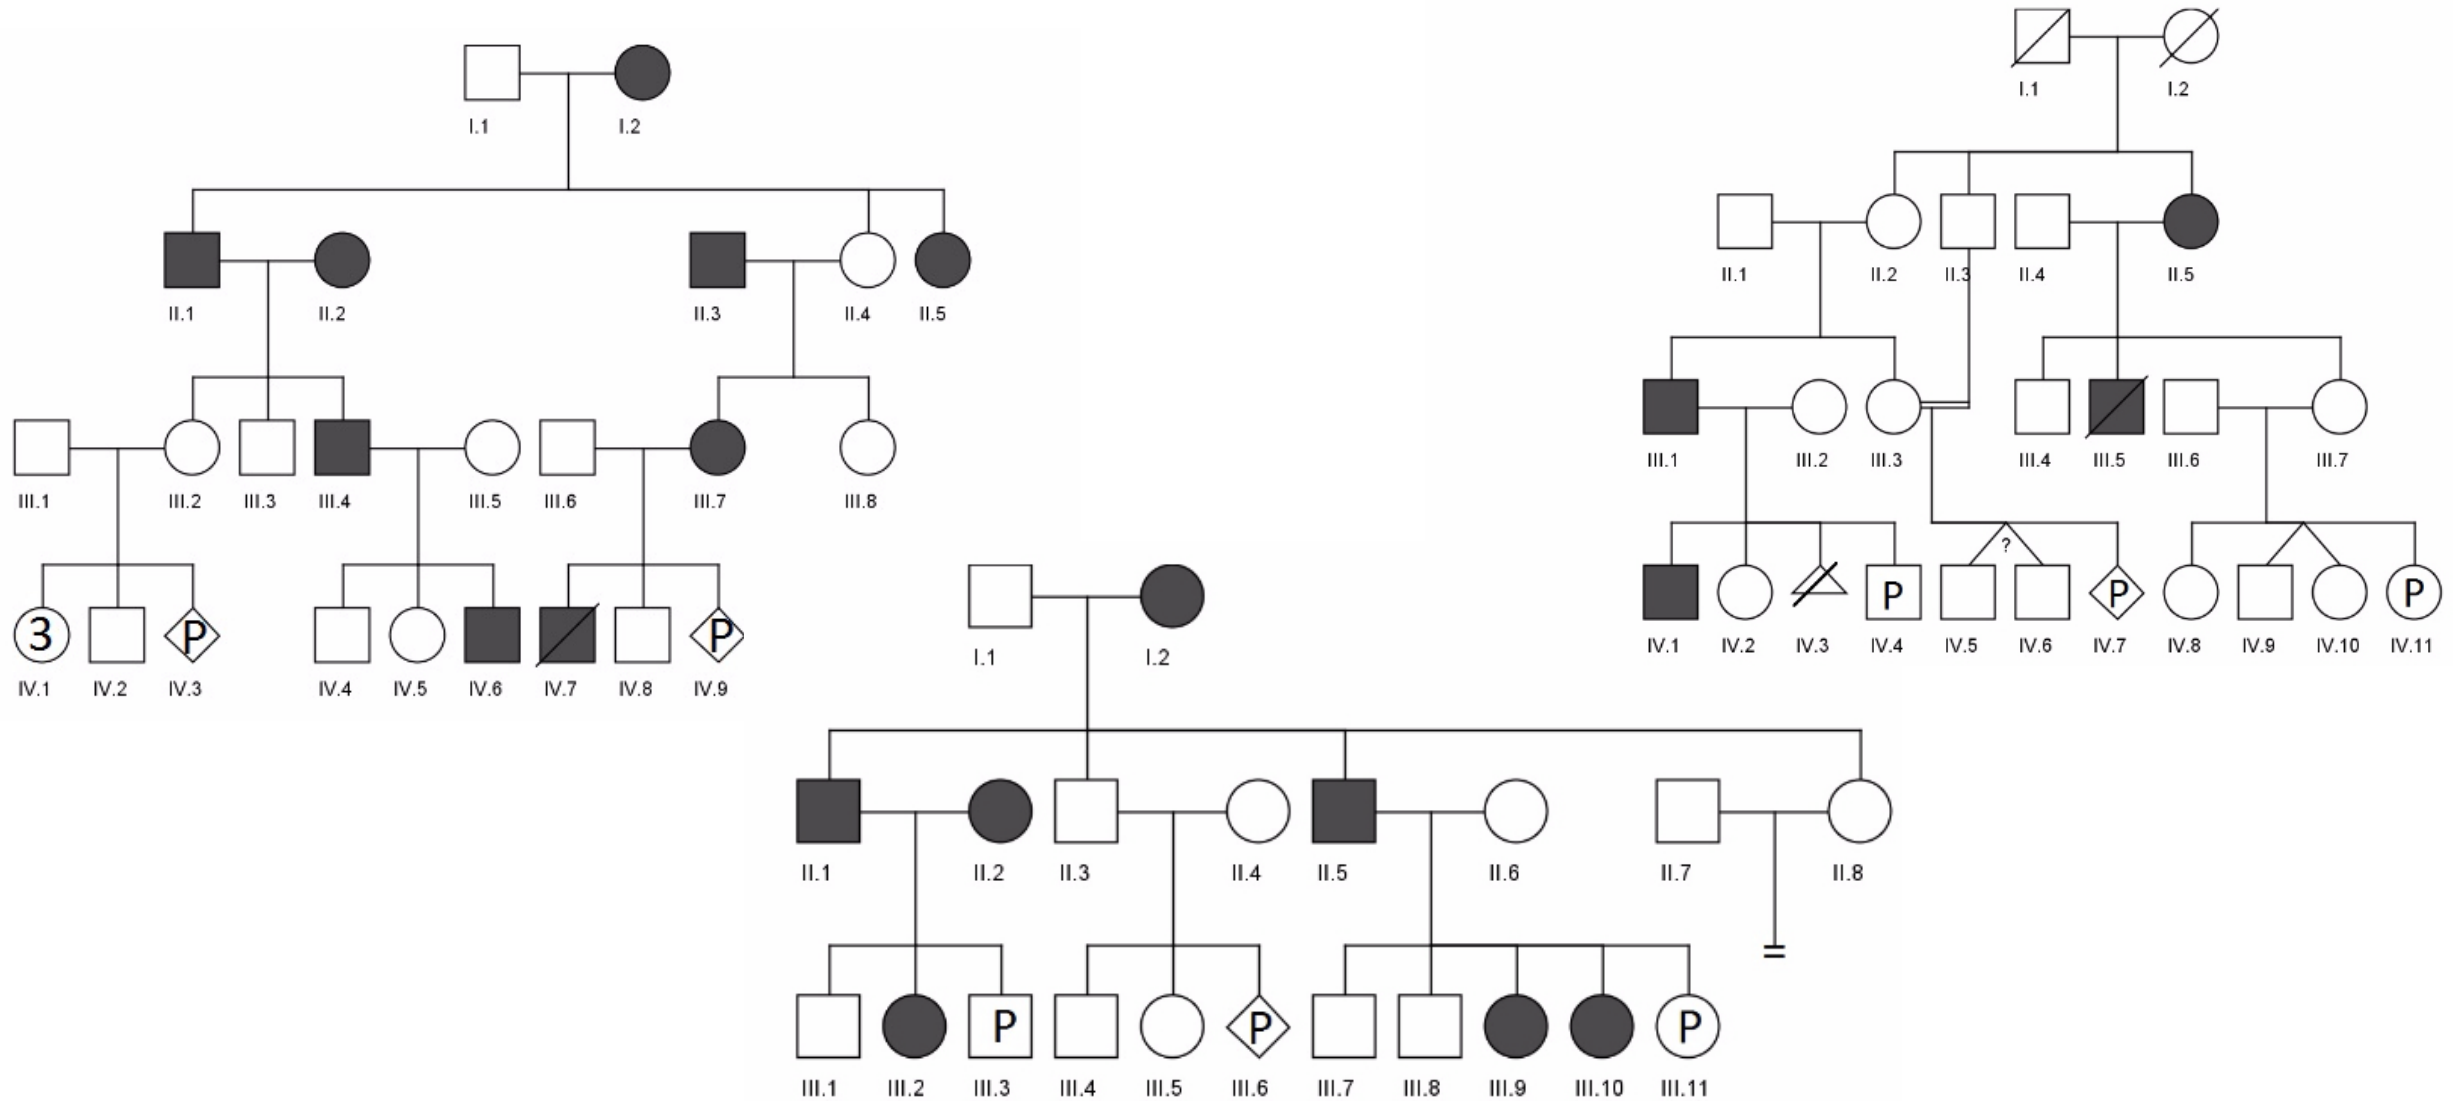 I.1 I.2
II.1 II.2 II.3 II.4 II.5
III.1 III.2 III.3 III.4 III.5 III.6 III.7 III.8
3 P P
IV.1 IV.2 IV.3 IV.4 IV.5 IV.6 IV.7 IV.8 IV.9
I.1 I.2
II.1 II.2 II.3 II.4 II.5
III.1 III.2 III.3 III.4 III.5 III.6 III.7
?
P P P
IV.1 IV.2 IV.3 IV.4 IV.5 IV.6 IV.7 IV.8 IV.9 IV.10 IV.11
I.1 I.2
II.1 II.2 II.3 II.4 II.5 II.6 II.7 II.8
P P P
III.1 III.2 III.3 III.4 III.5 III.6 III.7 III.8 III.9 III.10 III.11